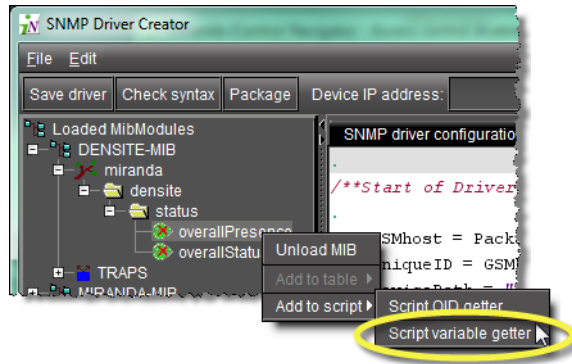 SNMP Driver Creator
File Edit
Save driver Check syntax Package Device IP address:
Loaded MibModules
SNMP driver configuratio
DENSITE-MIB
miranda
densite
status
overallPresence
overallStatu
TRAPS
MIRANDA-MIB
/**Start of Driver
SMhost = Pack
niqueID = GSM
Unload MIB
Add to table
Add to script
Script OID getter
Script variable getter